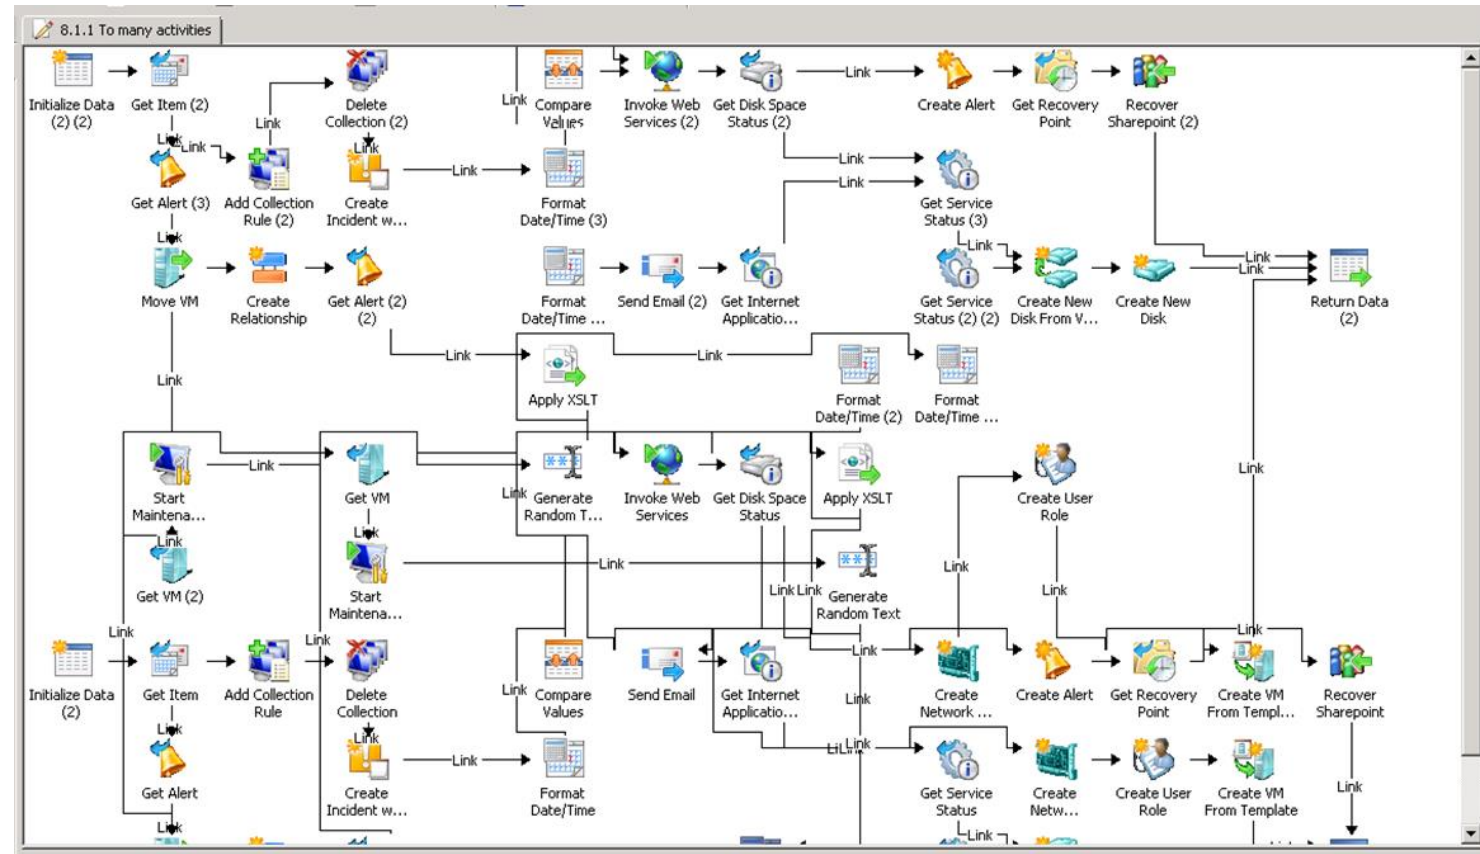 8.1.1 To many activities
Initialize Data
(2) (2)
Get Item (2)
Link
Delete
Collection (2)
Link
Compare
Values
Invoke Web
Services (2)
Get Disk Space
Status (2)
Link
Create Alert
Get Recovery
Point
Recover
Sharepoint (2)
Link
Link
Link
Get Alert (3)
Add Collection
Rule (2)
Create
Incident w...
Link
Format
Date/Time (3)
Link
Link
Get Service
Status (3)
Link
Move VM
Create
Relationship
Get Alert (2)
(2)
Format
Date/Time ...
Send Email (2)
Get Internet
Applicatio...
Link
Get Service
Status (2) (2)
Create New
Disk From V...
Create New
Disk
Link
Link
Return Data
(2)
Link
Link
Link
Apply XSLT
Format
Date/Time (2)
Format
Date/Time ...
Link
Start
Maintena...
Get VM
Link
Generate
Random T...
Invoke Web
Services
Get Disk Space
Status
Apply XSLT
Create User
Role
Link
Link
Get VM (2)
Link
Start
Maintena...
Link
Link
Link
Generate
Random Text
Link
Link
Link
Link
Link
Link
Initialize Data
(2)
Get Item
Add Collection
Rule
Delete
Collection
Link
Compare
Values
Send Email
Get Internet
Applicatio...
Link
Create
Network ...
Create Alert
Get Recovery
Point
Create VM
From Templ...
Recover
Sharepoint
Link
Link
Get Alert
Create
Incident w...
Link
Format
Date/Time
Link
Get Service
Status
Create
Netw...
Create User
Role
Create VM
From Template
Link
Link
Link